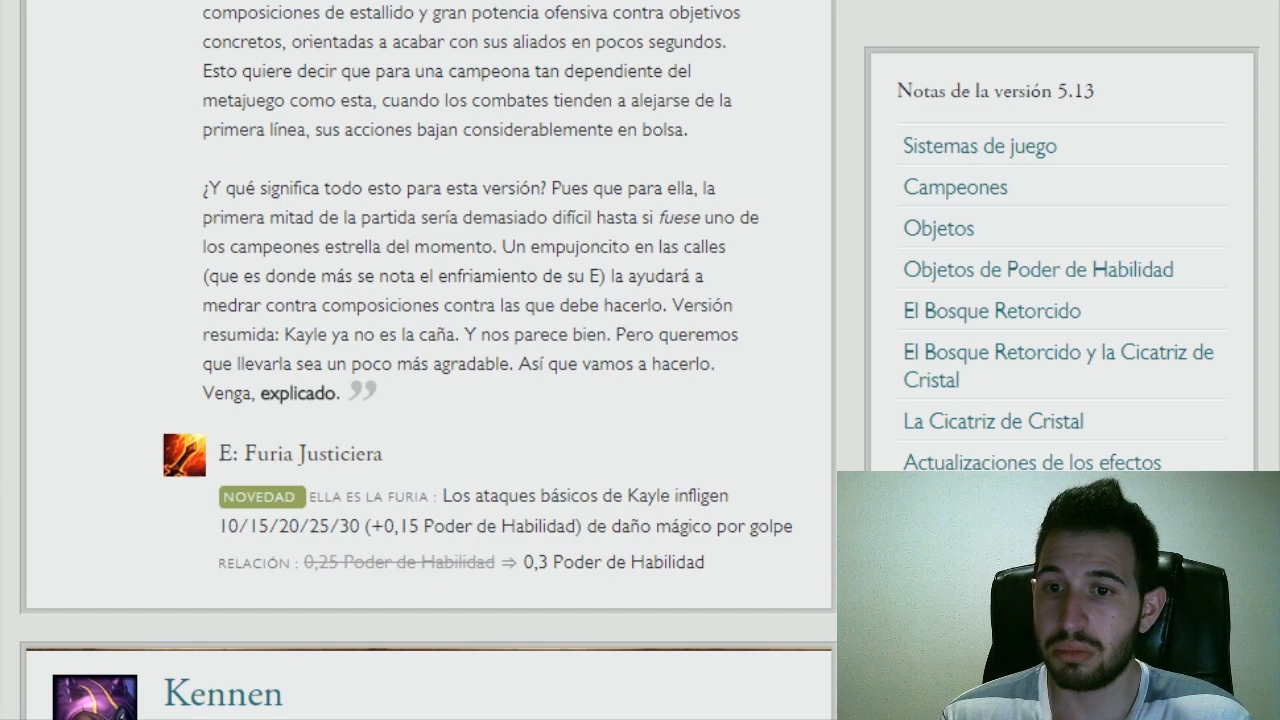 composiciones de estallido y gran potencia ofensiva contra objetivos
concretos, orientadas a acabar con sus aliados en pocos segundos.
Esto quiere decir que para una campeona tan dependiente del
metajuego como esta, cuando los combates tienden a alejarse de la
primera línea, sus acciones bajan considerablemente en bolsa.
¿Y qué significa todo esto para esta versión? Pues que para ella, la
primera mitad de la partida sería demasiado difícil hasta si fuese uno de
los campeones estrella del momento. Un empujoncito en las calles
(que es donde más se nota el enfriamiento de su E) la ayudará a
medrar contra composiciones contra las que debe hacerlo. Versión
resumida: Kayle ya no es la caña. Y nos parece bien. Pero queremos
que llevarla sea un poco más agradable. Así que vamos a hacerlo.
Venga, explicado. ”
E: Furia Justiciera
NOVEDAD ELLA ES LA FURIA : Los ataques básicos de Kayle infligen
10/15/20/25/30 (+0,15 Poder de Habilidad) de daño mágico por golpe
RELACIÓN : 0,25 Poder de Habilidad ⇒ 0,3 Poder de Habilidad
Kennen
Notas de la versión 5.13
Sistemas de juego
Campeones
Objetos
Objetos de Poder de Habilidad
El Bosque Retorcido
El Bosque Retorcido y la Cicatriz de
Cristal
La Cicatriz de Cristal
Actualizaciones de los efectos